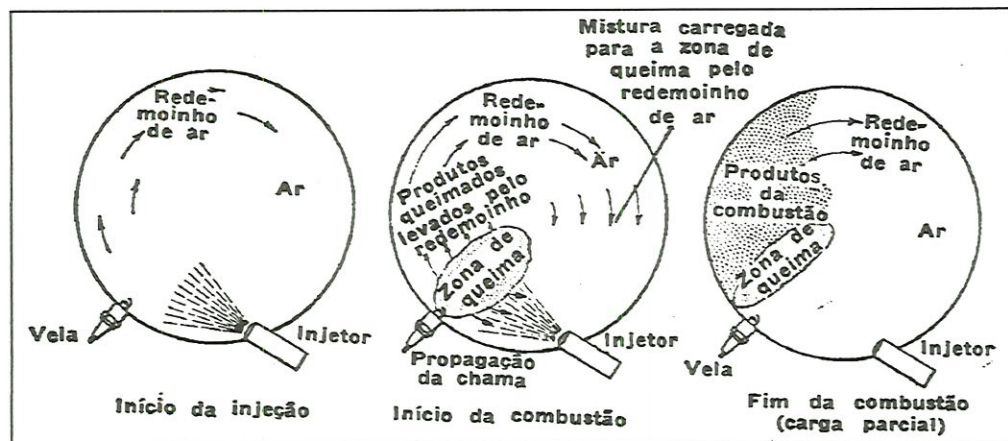 Rede-
moinho
de ar
Ar
Vela
Injetor
Início da injeção
Mistura carregada
para a zona de
queima pelo
redemoinho
de ar
Rede-
moinho
de ar
Ar
Produtos
queimados
levados pelo
redemoinho
Zona de
queima
Injetor
Propagação
da chama
Início da combustão
Rede-
moinho
de ar
Produtos
da
combustão
Ar
Zona de
queima
Injetor
Vela
Fim da combustão
(carga parcial)